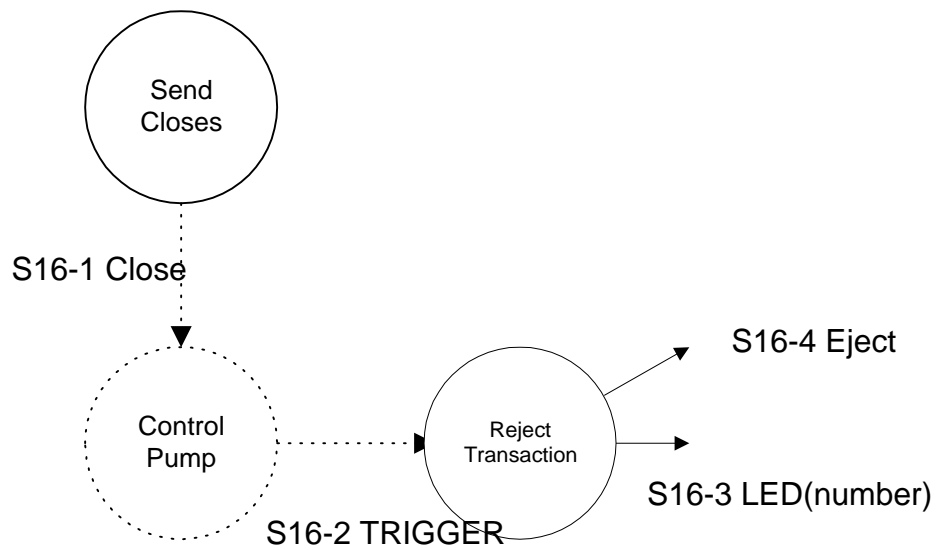 Send
Closes
S16-1 Close
S16-4 Eject
Control
Pump
Reject
Transaction
S16-3 LED(number)
S16-2 TRIGGER